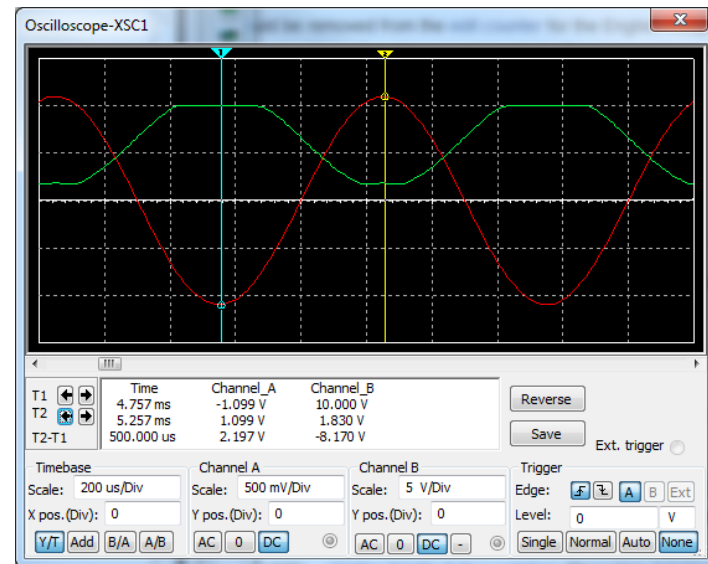 Oscilloscope-XSC1
1 2
Time Channel_A Channel_B
T1 4.757 ms -1.099 V 10.000 V
T2 5.257 ms 1.099 V 1.830 V
T2-T1 500.000 us 2.197 V -8.170 V
Reverse
Save
Ext. trigger
Timebase Channel A Channel B Trigger
Scale: 200 us/Div Scale: 500 mV/Div Scale: 5 V/Div Edge: A B Ext
X pos.(Div): 0 Y pos.(Div): 0 Y pos.(Div): 0 Level: 0 V
Y/T Add B/A A/B AC 0 DC AC 0 DC - Single Normal Auto None